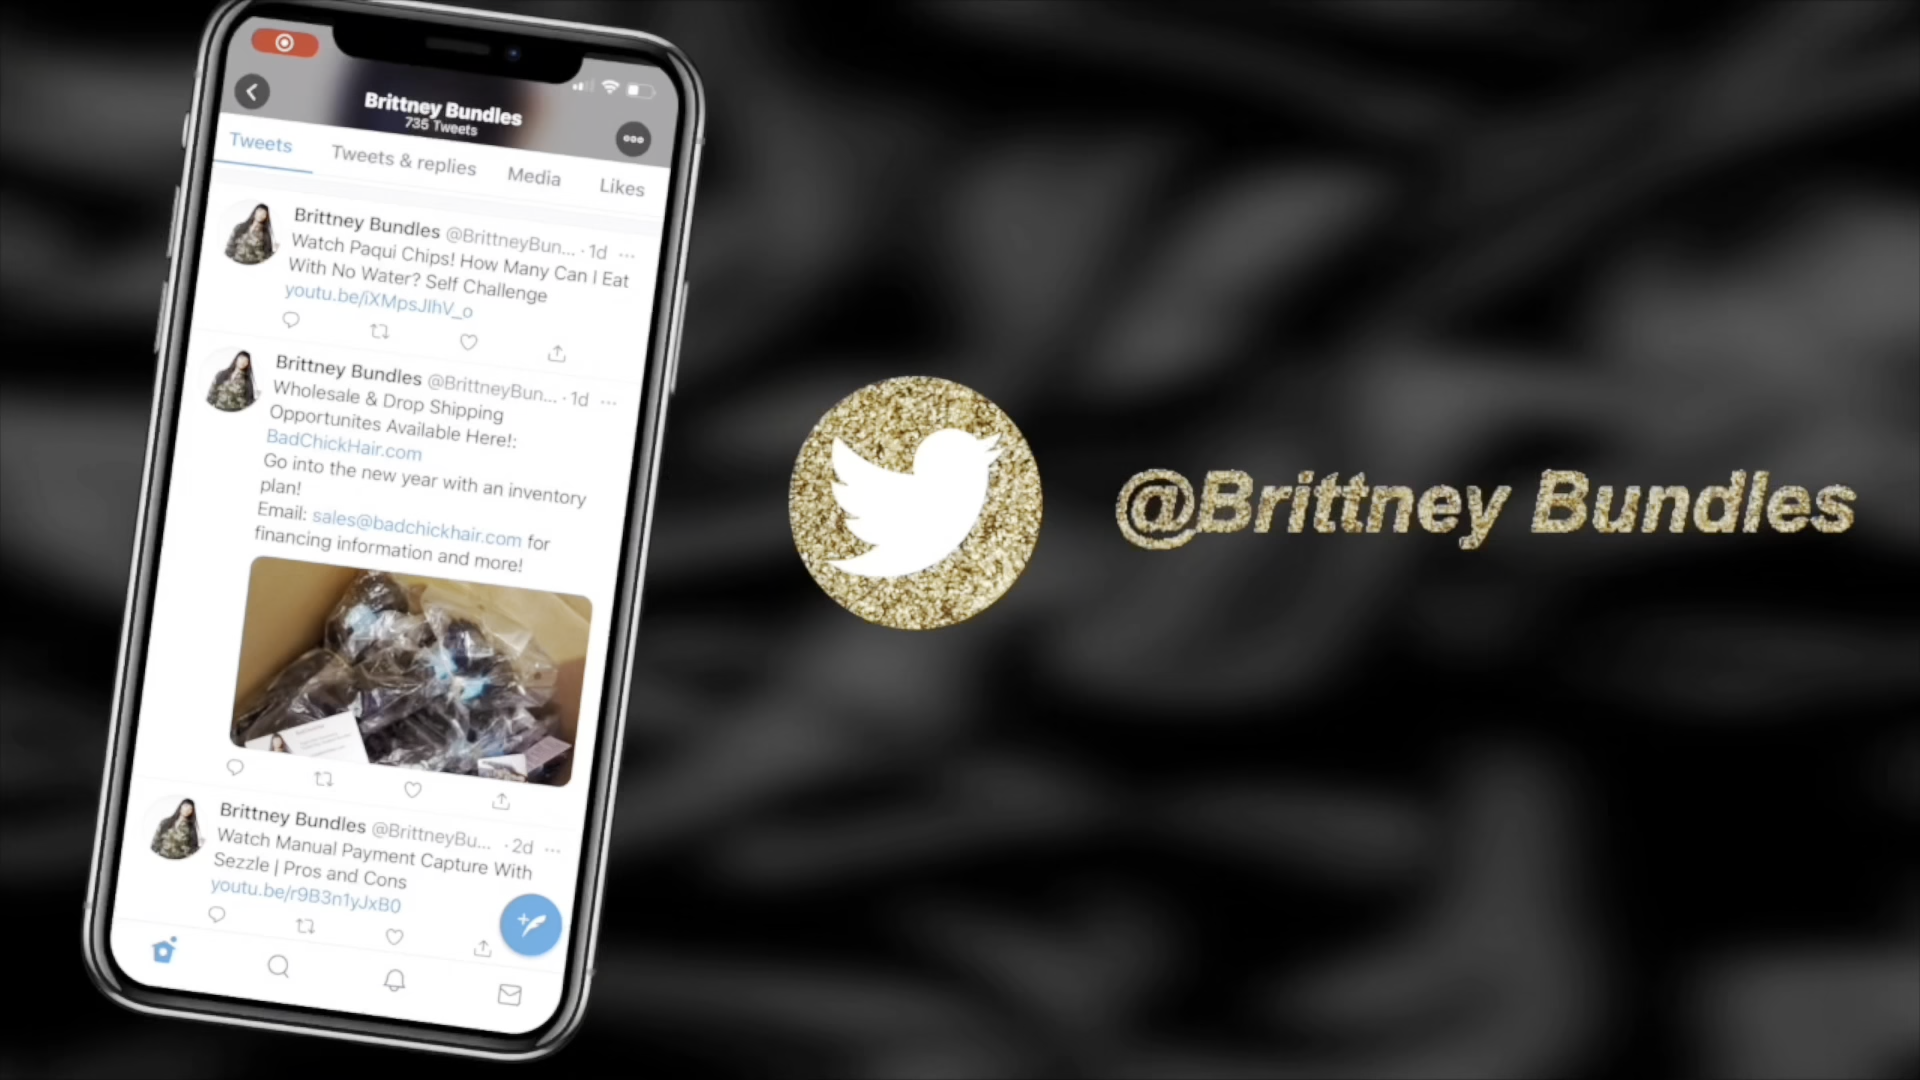 Brittney Bundles
735 Tweets
Tweets Tweets & replies Media Likes
Brittney Bundles @BrittneyBun... · 1d
Watch Paqui Chips! How Many Can I Eat
With No Water? Self Challenge
youtu.be/iXMpsJIhV_o
Brittney Bundles @BrittneyBun... · 1d
Wholesale & Drop Shipping
Opportunites Available Here!:
BadChickHair.com
Go into the new year with an inventory
plan!
Email: sales@badchickhair.com for
financing information and more!
Brittney Bundles @BrittneyBu... · 2d
Watch Manual Payment Capture With
Sezzle | Pros and Cons
youtu.be/r9B3n1yJxB0
@Brittney Bundles